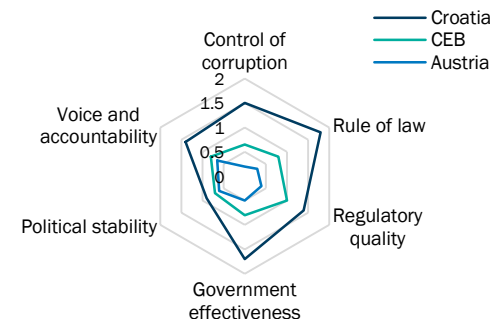 Croatia
CEB
Austria
Control of
corruption
2
1.5
1
0.5
0
Voice and
accountability
Rule of law
Political stability
Regulatory
quality
Government
effectiveness